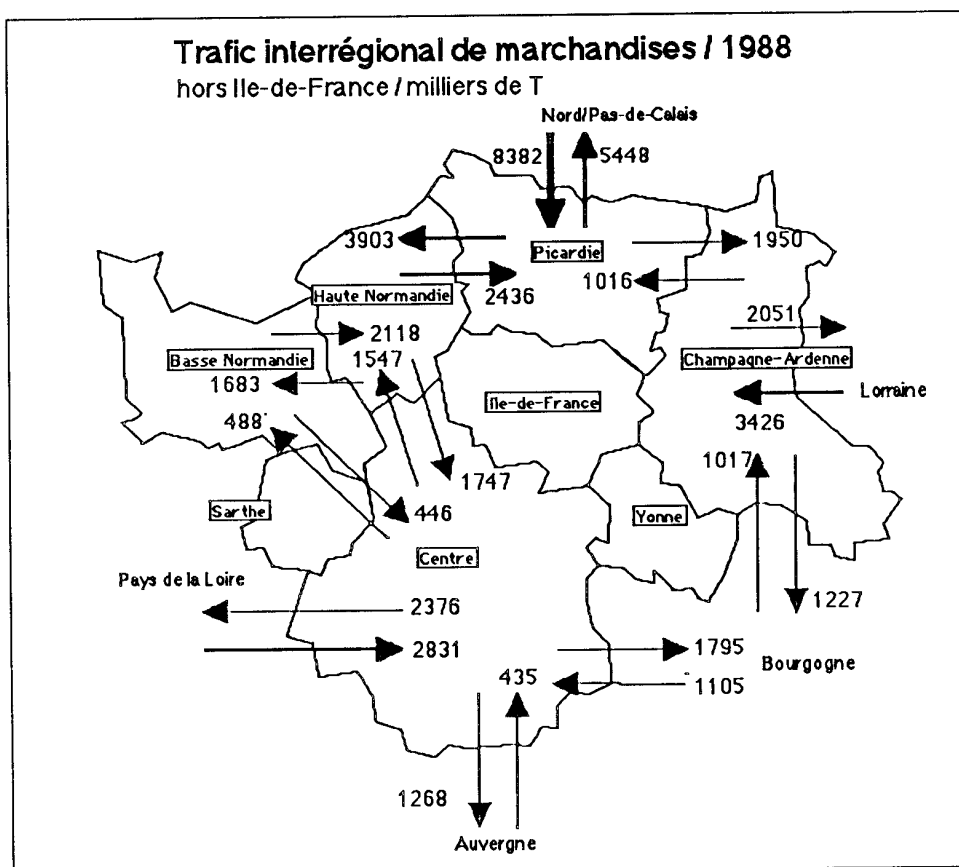 Trafic interrégional de marchandises / 1988
hors Ile-de-France / milliers de T
Nord/Pas-de-Calais
8382
5448
3903
Picardie
1950
2436
1016
Haute Normandie
2118
2051
Basse Normandie
1547
Champagne-Ardenne
1683
Ile-de-France
Lorraine
488
3426
1747
1017
Sarthe
446
Yonne
Centre
Pays de la Loire
2376
1227
2831
1795
Bourgogne
435
1105
1268
Auvergne